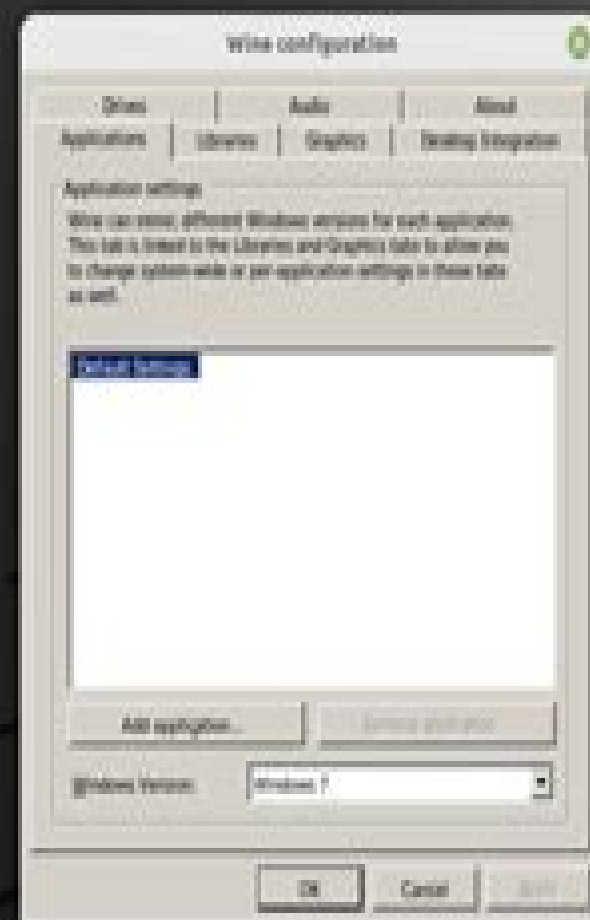 Wine configuration
Drives Audio About
Applications Libraries Graphics Desktop Integration
Application settings
Wine can mimic different Windows versions for each application.
This tab is linked to the Libraries and Graphics tabs to allow you
to change system-wide or per-application settings in those tabs
as well.
Default Settings
Add application... Remove application
Windows Version: Windows 7
OK Cancel Apply